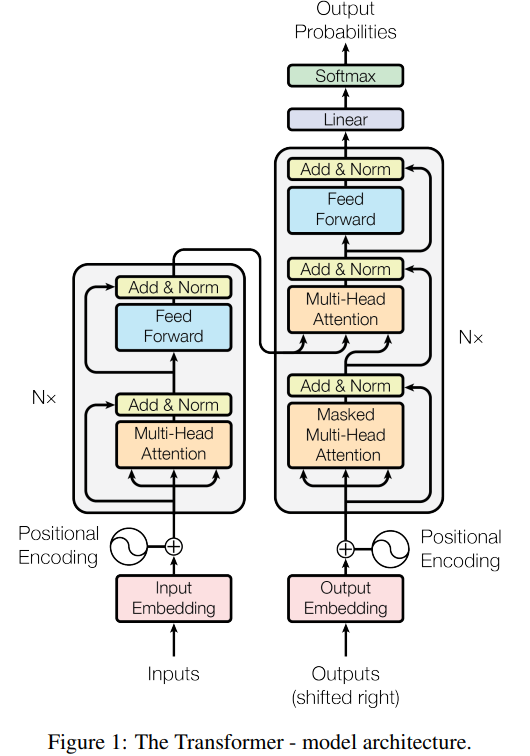 Output
Probabilities
Softmax
Linear
Add & Norm
Feed
Forward
Add & Norm
Multi-Head
Attention
Add & Norm
Masked
Multi-Head
Attention
N×
Positional
Encoding
Output
Embedding
Outputs
(shifted right)
Add & Norm
Feed
Forward
Add & Norm
Multi-Head
Attention
N×
Positional
Encoding
Input
Embedding
Inputs
Figure 1: The Transformer - model architecture.